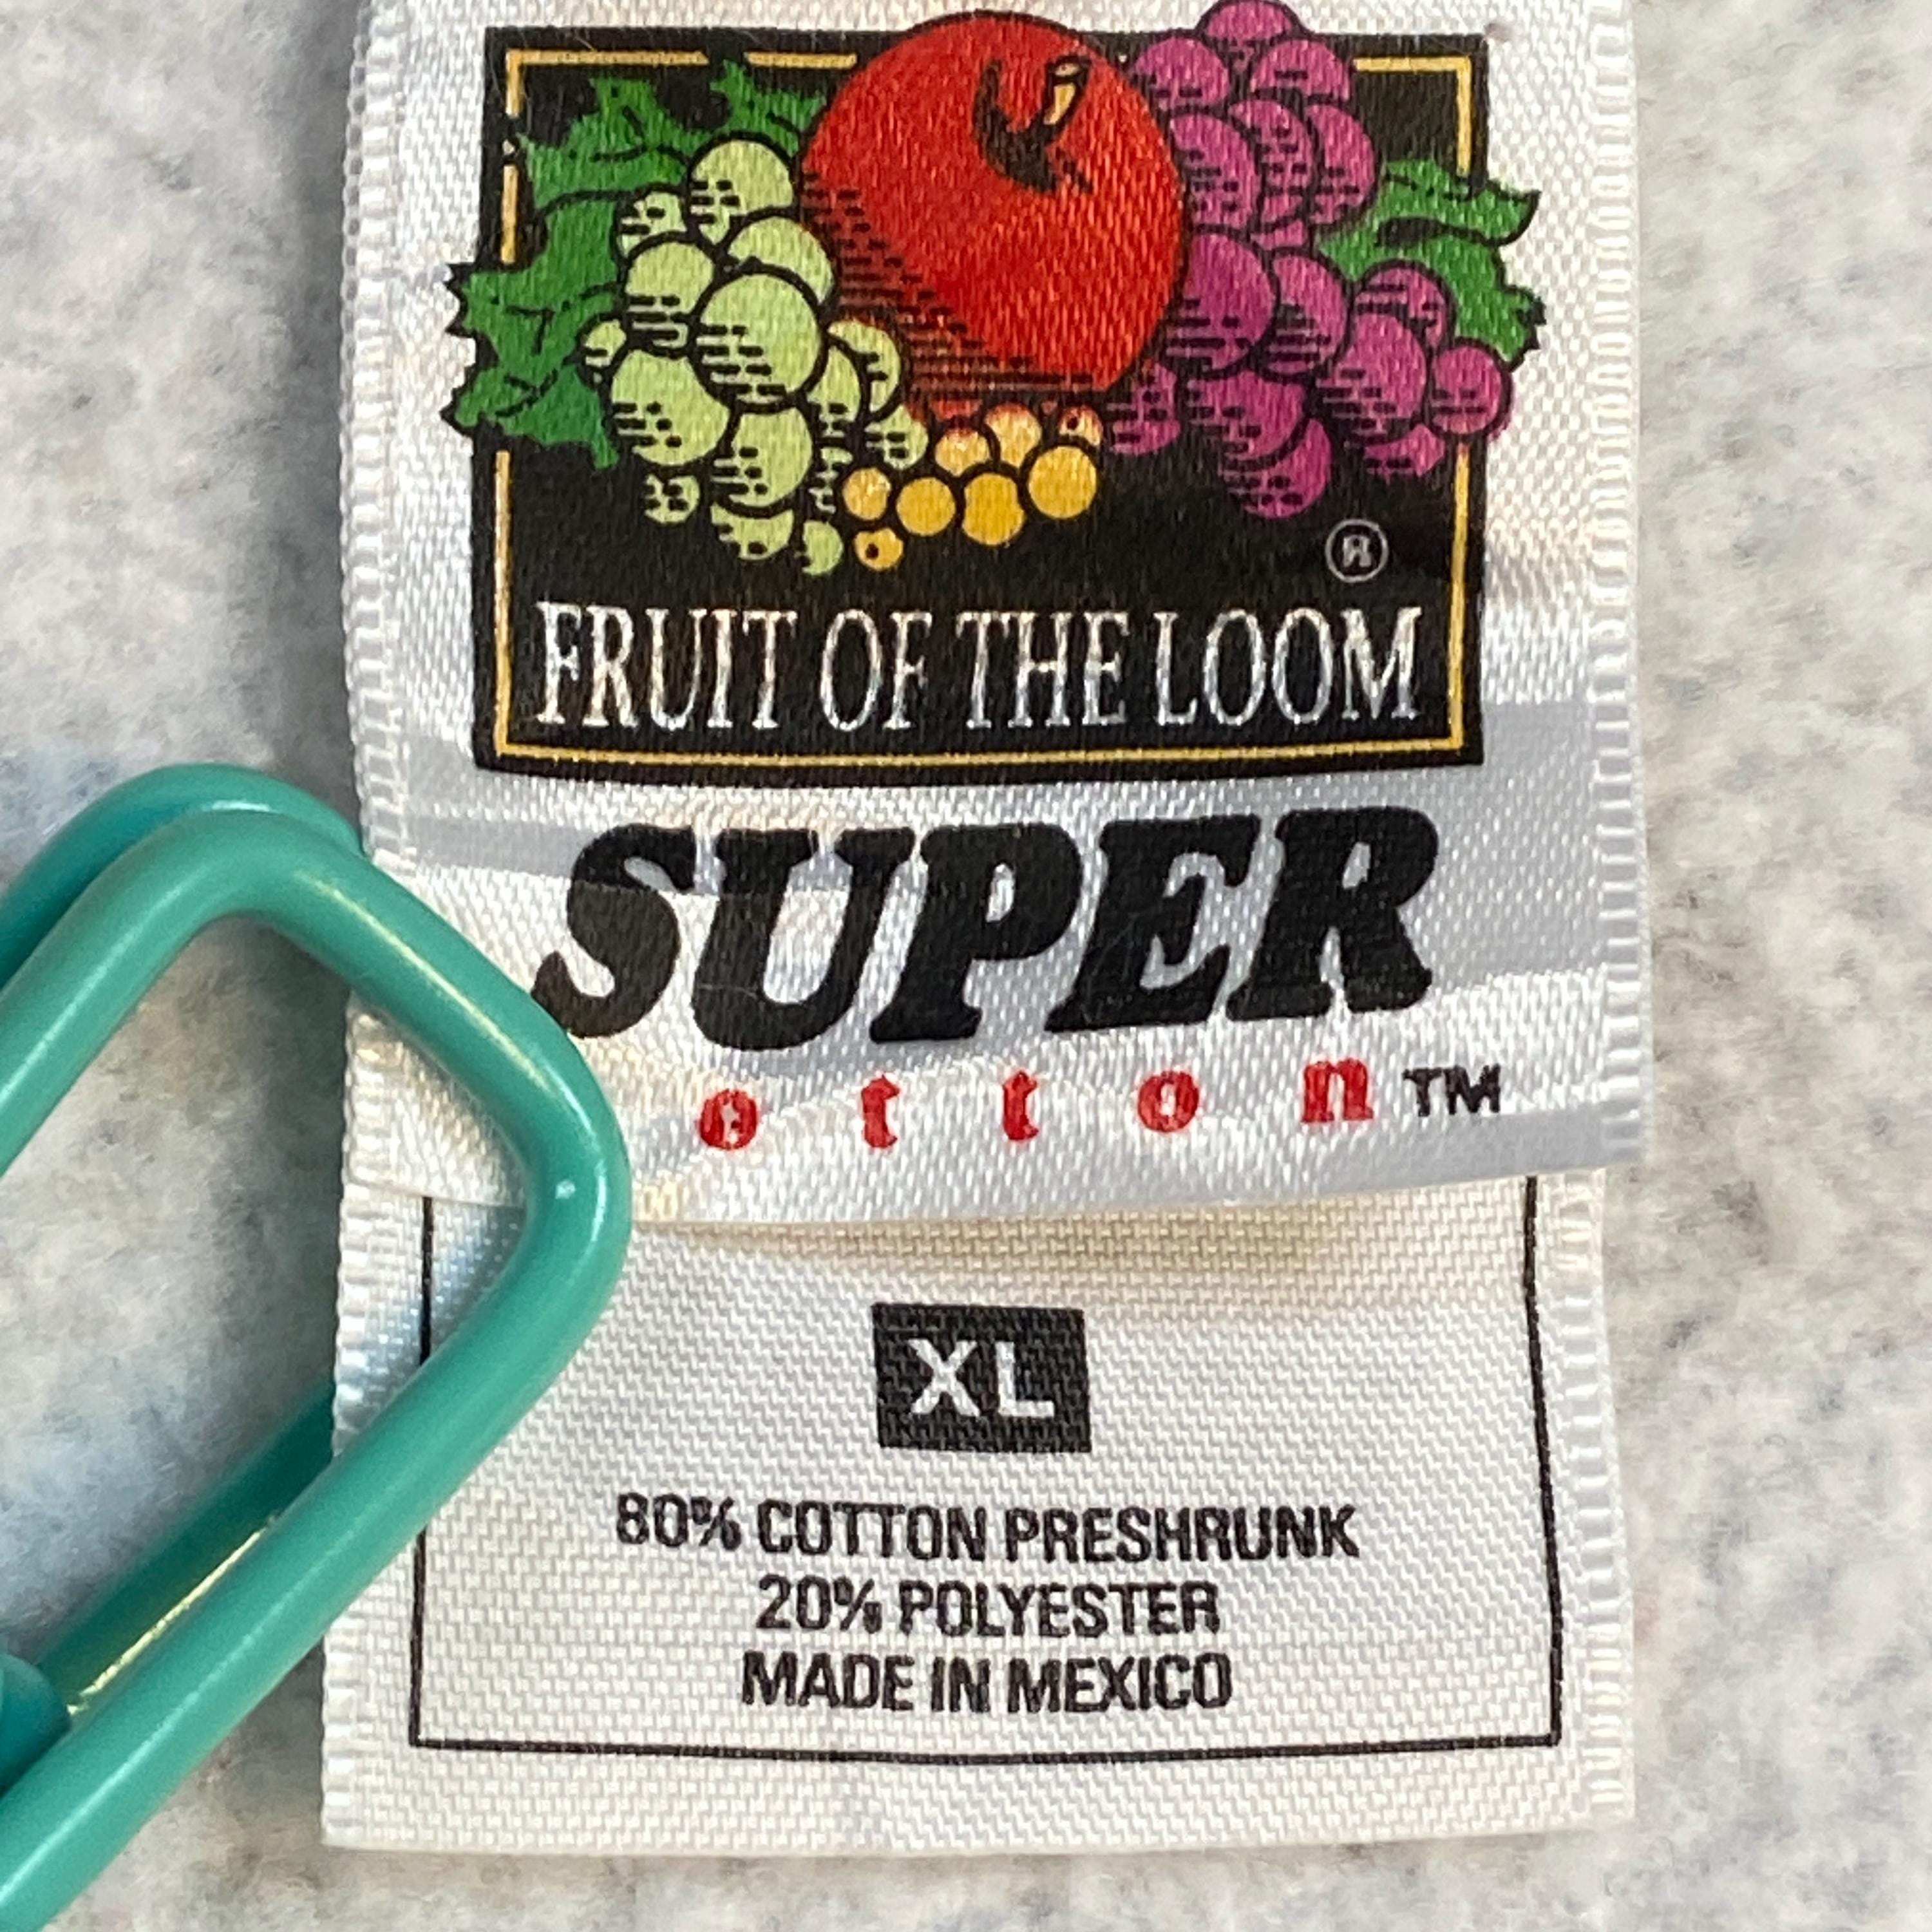 ®
FRUIT OF THE LOOM
SUPER
otton™
XL
80% COTTON PRESHRUNK
20% POLYESTER
MADE IN MEXICO